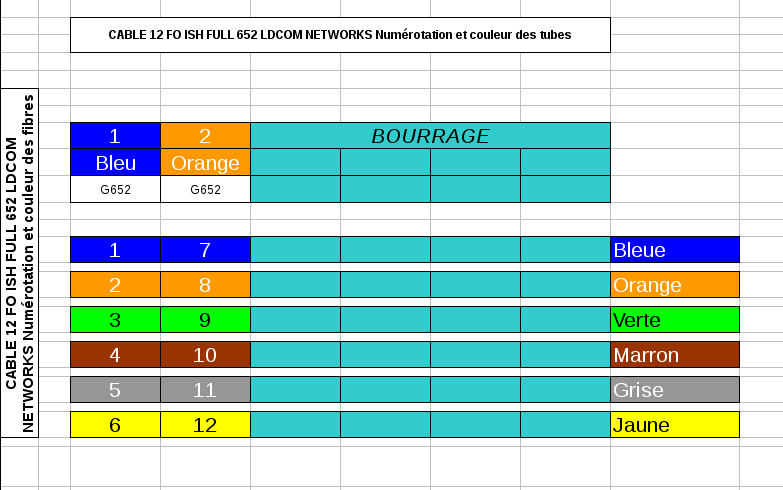 CABLE 12 FO ISH FULL 652 LDCOM NETWORKS Numérotation et couleur des tubes
CABLE 12 FO ISH FULL 652 LDCOM
NETWORKS Numérotation et couleur des fibres
1 2 BOURRAGE
Bleu Orange
G652 G652
1 7 Bleue
2 8 Orange
3 9 Verte
4 10 Marron
5 11 Grise
6 12 Jaune